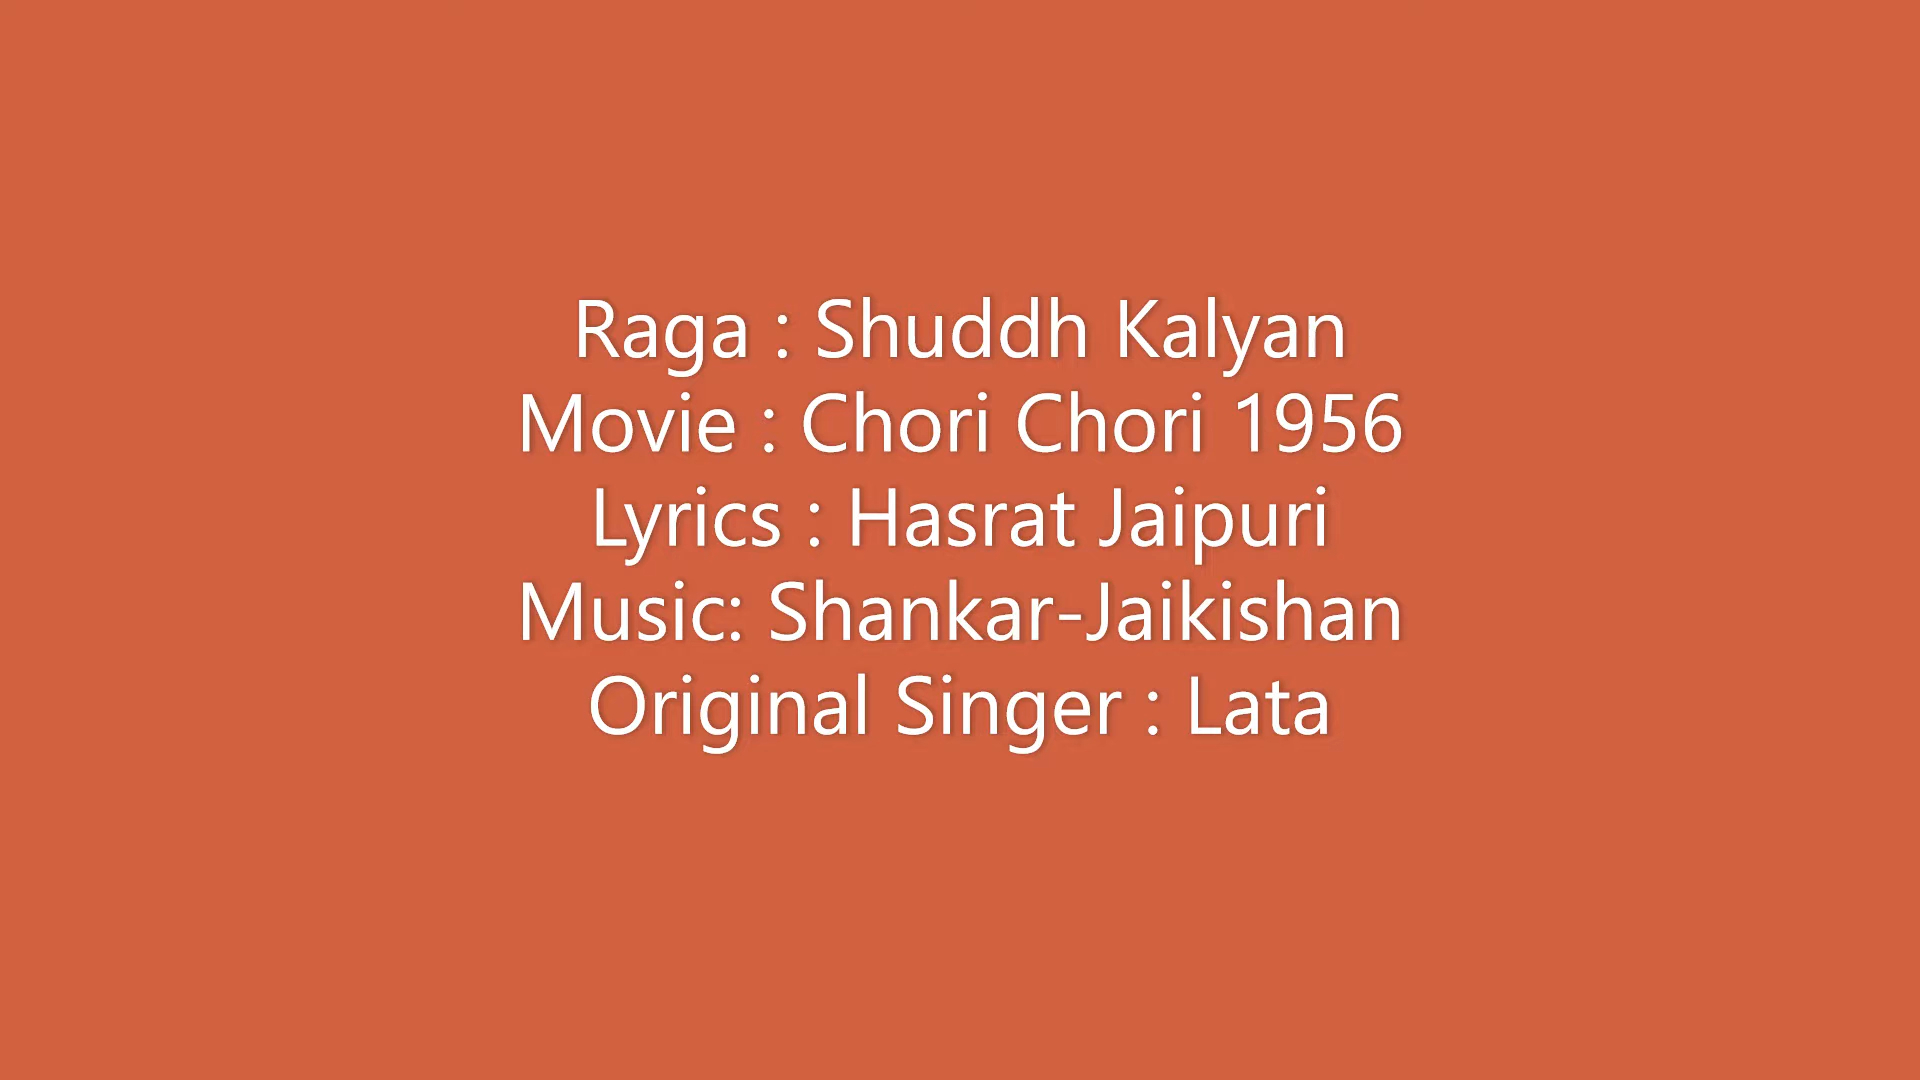 Raga : Shuddh Kalyan
Movie : Chori Chori 1956
Lyrics : Hasrat Jaipuri
Music: Shankar-Jaikishan
Original Singer : Lata